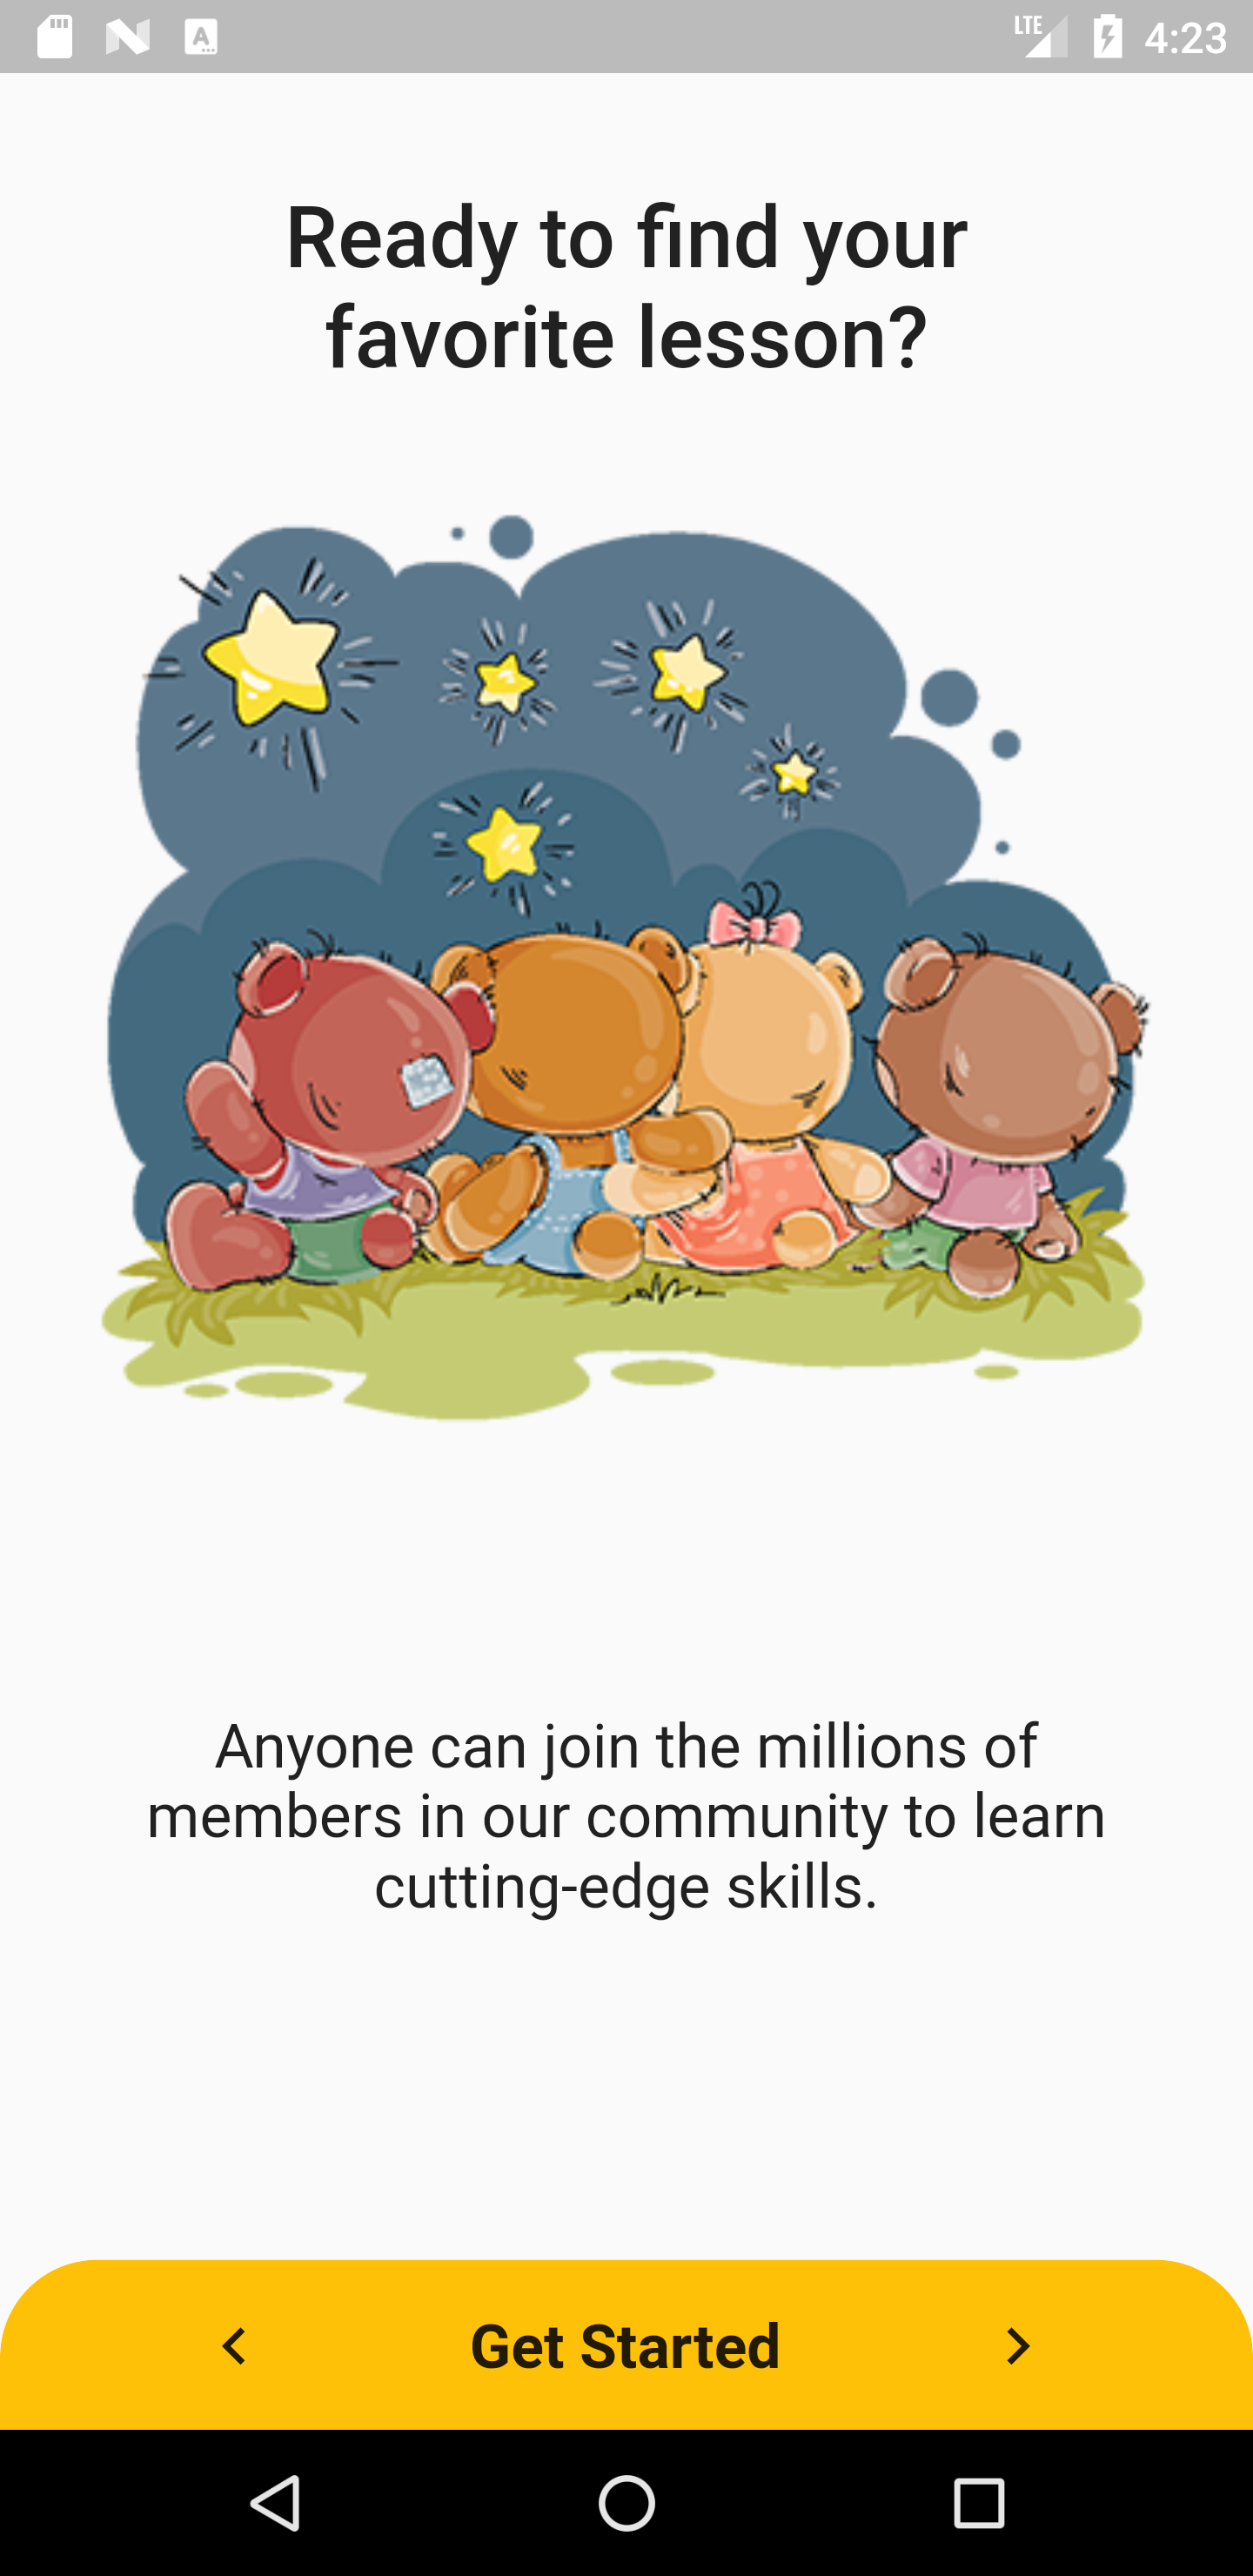 LTE 4:23
Ready to find your
favorite lesson?
Anyone can join the millions of
members in our community to learn
cutting-edge skills.
Get Started